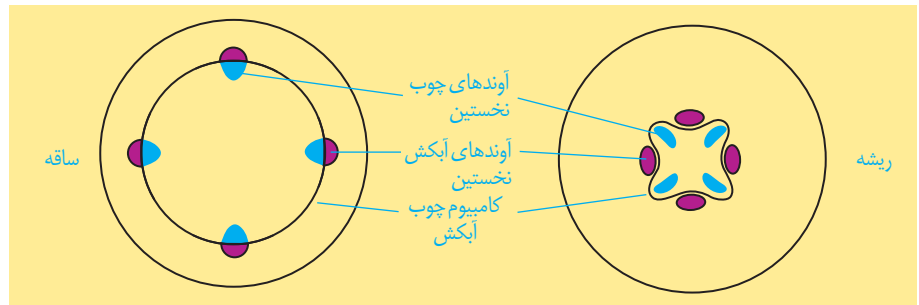 آوندهای چوب
نخستین
ریشه
آوندهای آبکش
نخستین
ساقه
کامبیوم چوب
آبکش